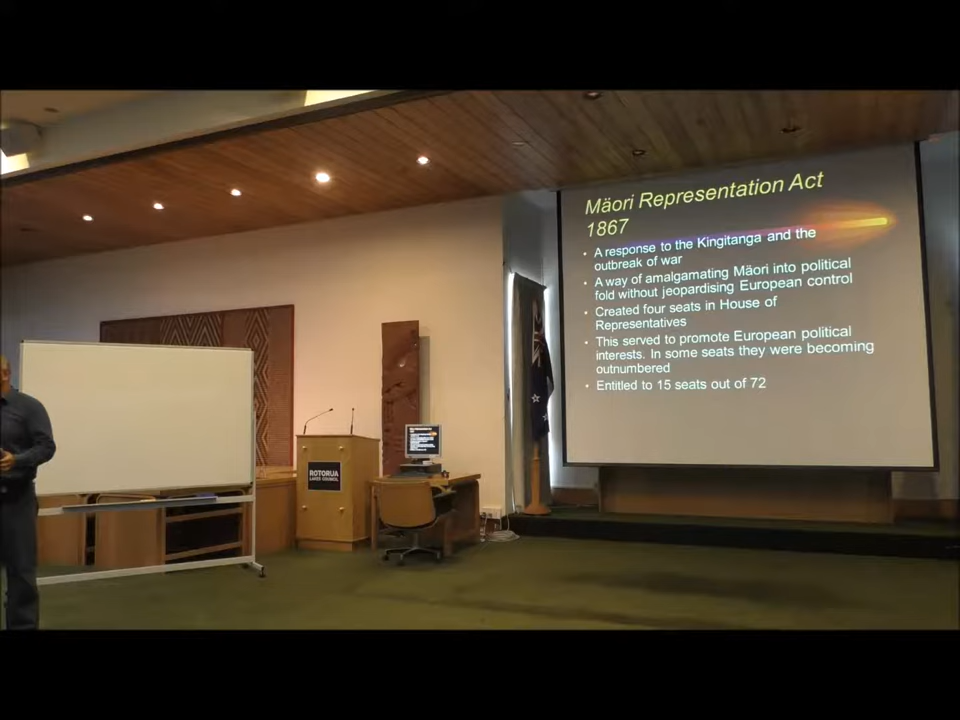 Mäori Representation Act
1867
• A response to the Kingitanga and the
outbreak of war
• A way of amalgamating Mäori into political
fold without jeopardising European control
• Created four seats in House of
Representatives
• This served to promote European political
interests. In some seats they were becoming
outnumbered
• Entitled to 15 seats out of 72
ROTORUA
LAKES COUNCIL